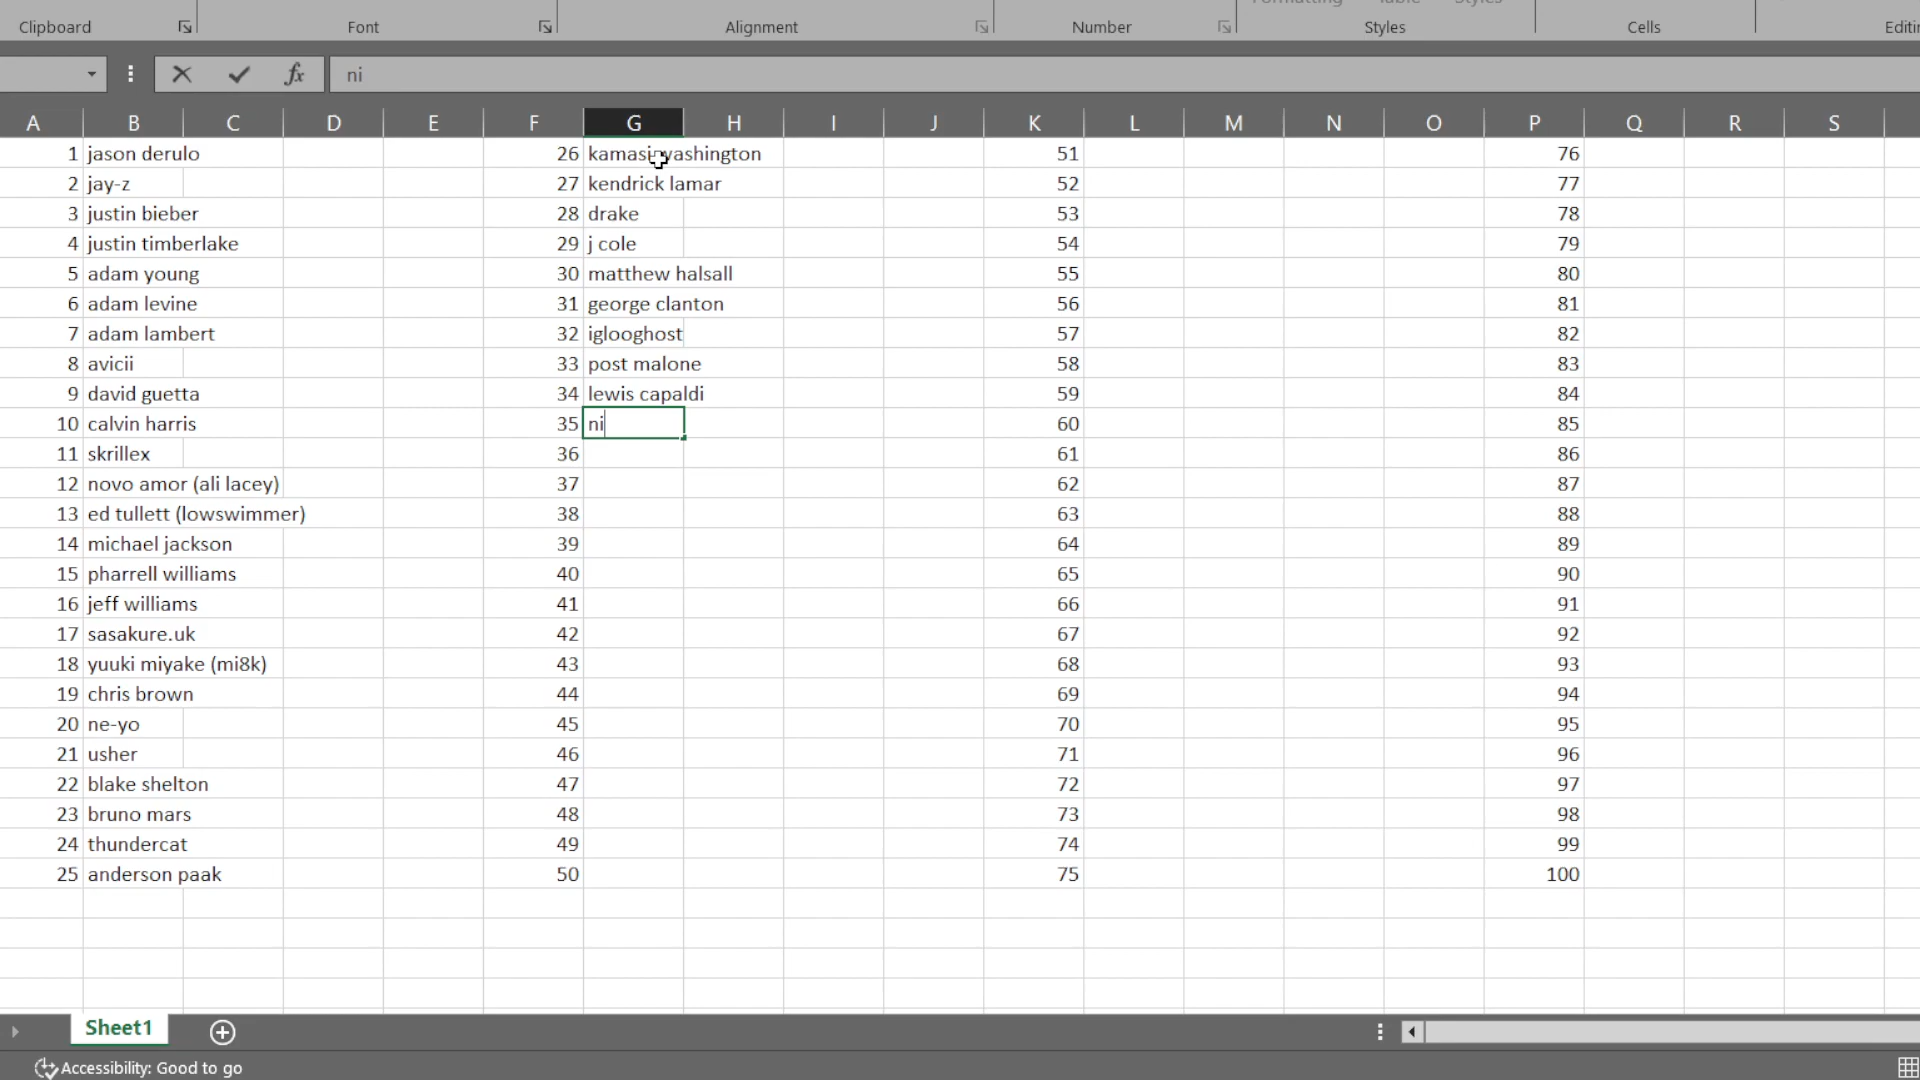 Formatting Table Styles
Clipboard Font Alignment Number Styles Cells
fx ni
A B C D E F G H I J K L M N O P Q R S
1 jason derulo 26 kamasi washington 51 76
2 jay-z 27 kendrick lamar 52 77
3 justin bieber 28 drake 53 78
4 justin timberlake 29 j cole 54 79
5 adam young 30 matthew halsall 55 80
6 adam levine 31 george clanton 56 81
7 adam lambert 32 iglooghost 57 82
8 avicii 33 post malone 58 83
9 david guetta 34 lewis capaldi 59 84
10 calvin harris 35 ni 60 85
11 skrillex 36 61 86
12 novo amor (ali lacey) 37 62 87
13 ed tullett (lowswimmer) 38 63 88
14 michael jackson 39 64 89
15 pharrell williams 40 65 90
16 jeff williams 41 66 91
17 sasakure.uk 42 67 92
18 yuuki miyake (mi8k) 43 68 93
19 chris brown 44 69 94
20 ne-yo 45 70 95
21 usher 46 71 96
22 blake shelton 47 72 97
23 bruno mars 48 73 98
24 thundercat 49 74 99
25 anderson paak 50 75 100
Sheet1
Accessibility: Good to go